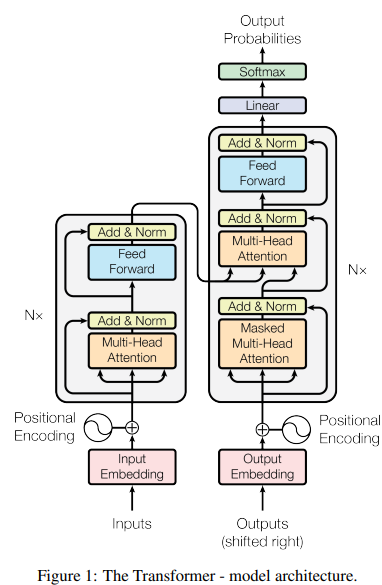 Output
Probabilities
Softmax
Linear
Add & Norm
Feed
Forward
Add & Norm
Multi-Head
Attention
Add & Norm
Masked
Multi-Head
Attention
N×
Add & Norm
Feed
Forward
Add & Norm
Multi-Head
Attention
N×
Positional
Encoding
Positional
Encoding
Input
Embedding
Output
Embedding
Inputs
Outputs
(shifted right)
Figure 1: The Transformer - model architecture.